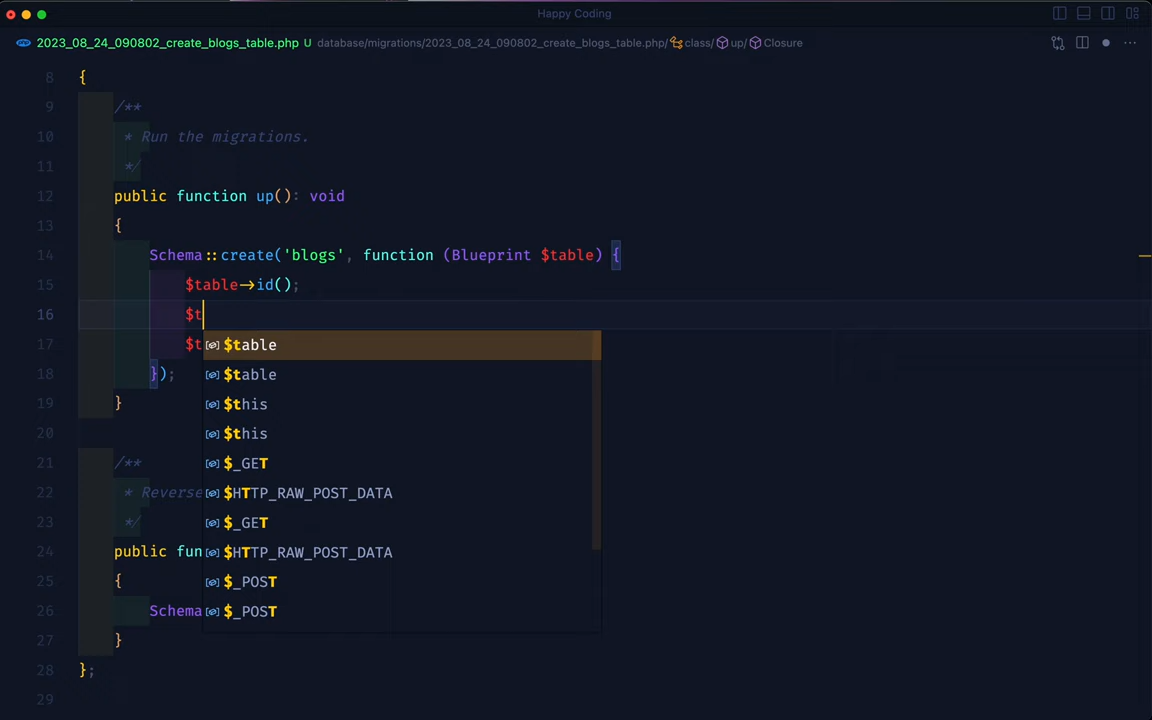 Happy Coding
2023_08_24_090802_create_blogs_table.php U database/migrations/2023_08_24_090802_create_blogs_table.php/ class/ up/ Closure
8 {
9 /**
10 * Run the migrations.
11 */
12 public function up(): void
13 {
14 Schema::create('blogs', function (Blueprint $table) {
15 $table->id();
16 $t
$table
17 $t
$table
18 });
$this
19 }
$this
20
21 /**
$_GET
22 * Reverse
$HTTP_RAW_POST_DATA
23 */
$_GET
24 public fun
$HTTP_RAW_POST_DATA
25 {
$_POST
26 Schema
$_POST
27 }
28 };
29